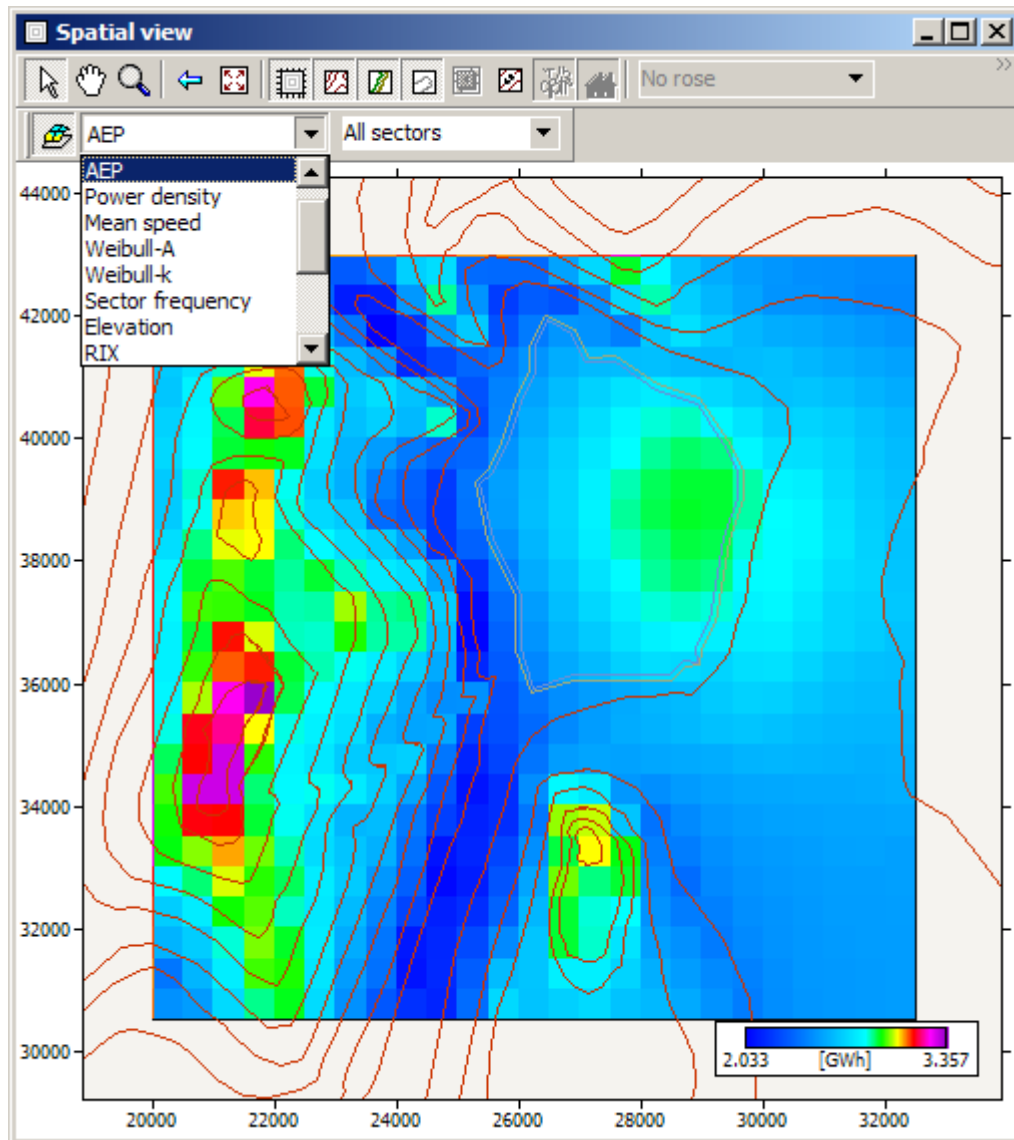 Spatial view
No rose
AEP All sectors
AEP
Power density
Mean speed
Weibull-A
Weibull-k
Sector frequency
Elevation
RIX
44000
42000
40000
38000
36000
34000
32000
30000
2.033 [GWh] 3.357
20000 22000 24000 26000 28000 30000 32000